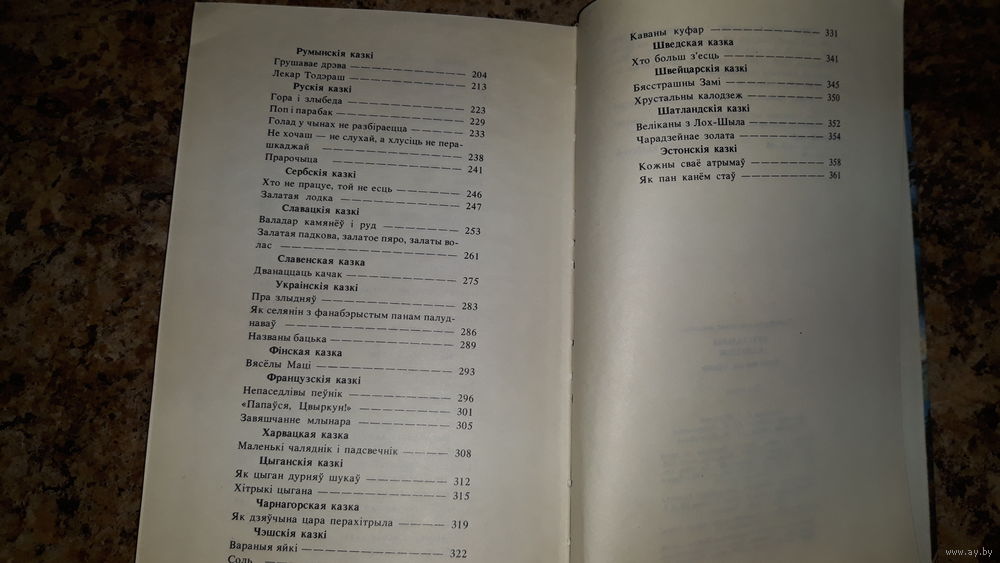 Румынскія казкі
Грушавае дрэва — 204
Лекар Тодэраш — 213
Рускія казкі
Гора і злыбеда — 223
Поп і парабак — 229
Голад у чынах не разбіраецца — 233
Не хочаш — не слухай, а хлусіць не пера-
шкаджай — 238
Прарочыца — 241
Сербскія казкі
Хто не працуе, той не есць — 246
Залатая лодка — 247
Славацкія казкі
Валадар камянёў і руд — 253
Залатая падкова, залатое пяро, залаты во-
лас — 261
Славенская казка
Дванаццаць качак — 275
Украінскія казкі
Пра злыдняў — 283
Як селянін з фанабэрыстым панам палуд-
наваў — 286
Названы бацька — 289
Фінская казка
Вясёлы Маці — 293
Французскія казкі
Непаседлівы пеўнік — 296
«Папаўся, Цвыркун!» — 301
Завяшчанне млынара — 305
Харвацкая казка
Маленькі чаляднік і падсвечнік — 308
Цыганскія казкі
Як цыган дурняў шукаў — 312
Хітрыкі цыгана — 315
Чарнагорская казка
Як дзяўчына цара перахітрыла — 319
Чэшскія казкі
Вараныя яйкі — 322
Соль
Каваны куфар — 331
Шведская казка
Хто больш з'есць — 341
Швейцарскія казкі
Бясстрашны Замі — 345
Хрустальны калодзеж — 350
Шатландскія казкі
Веліканы з Лох-Шыла — 352
Чарадзейнае золата — 354
Эстонскія казкі
Кожны сваё атрымаў — 358
Як пан канём стаў — 361
www.ay.by